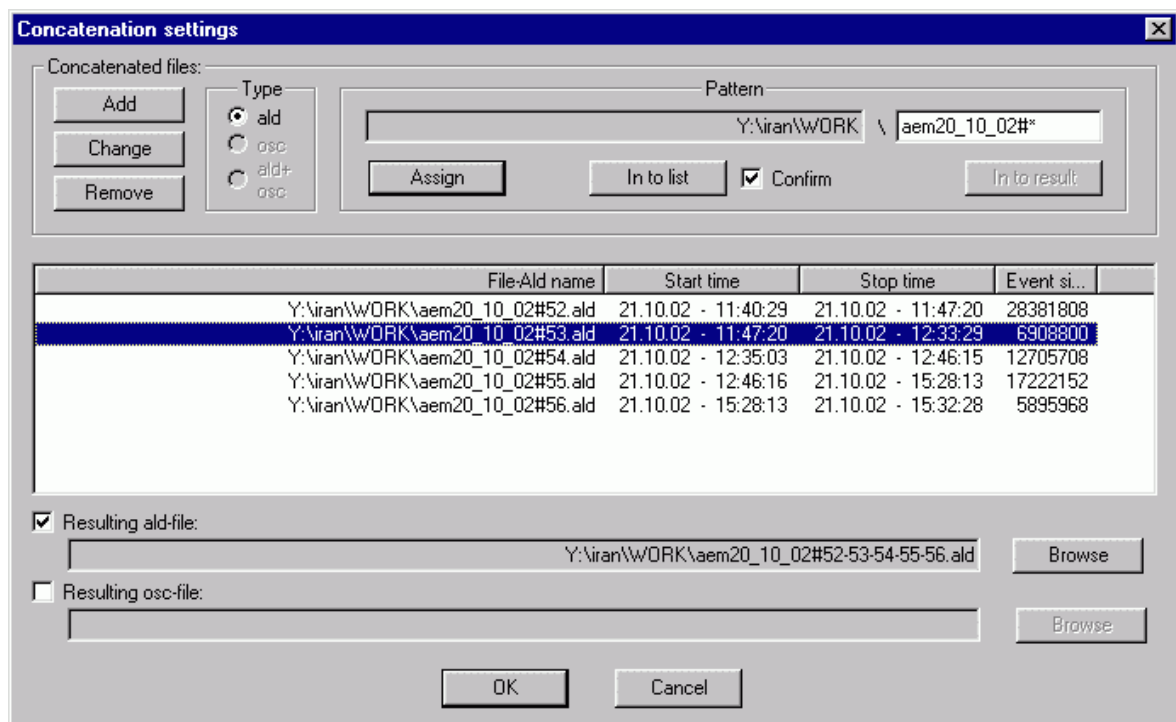 Concatenation settings
Concatenated files:
Add
Change
Remove
Type
ald
osc
ald+
osc
Pattern
Y:\iran\WORK \ aem20_10_02#*
Assign In to list Confirm In to result
File-Ald name Start time Stop time Event si...
Y:\iran\WORK\aem20_10_02#52.ald 21.10.02 - 11:40:29 21.10.02 - 11:47:20 28381808
Y:\iran\WORK\aem20_10_02#53.ald 21.10.02 - 11:47:20 21.10.02 - 12:33:29 6908800
Y:\iran\WORK\aem20_10_02#54.ald 21.10.02 - 12:35:03 21.10.02 - 12:46:15 12705708
Y:\iran\WORK\aem20_10_02#55.ald 21.10.02 - 12:46:16 21.10.02 - 15:28:13 17222152
Y:\iran\WORK\aem20_10_02#56.ald 21.10.02 - 15:28:13 21.10.02 - 15:32:28 5895968
Resulting ald-file:
Y:\iran\WORK\aem20_10_02#52-53-54-55-56.ald Browse
Resulting osc-file:
Browse
OK Cancel